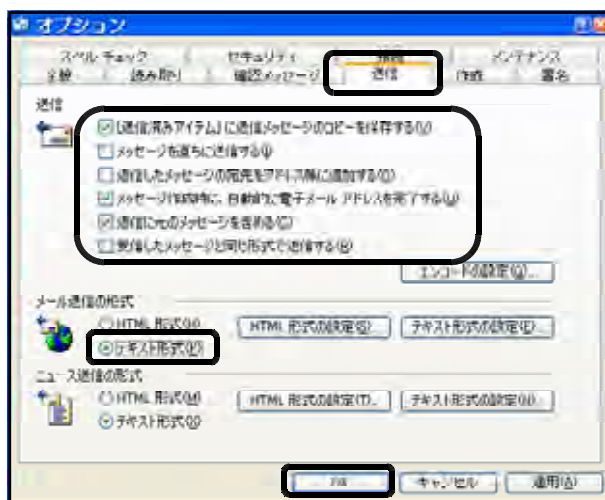 オプション
スペル チェック セキュリティ 接続 メンテナンス
全般 読み取り 確認メッセージ 送信 作成 署名
送信
[送信済みアイテム]に送信メッセージのコピーを保存する(V)
メッセージを直ちに送信する(I)
返信したメッセージの宛先をアドレス帳に追加する(O)
メッセージ作成時に、自動的に電子メール アドレスを完了する(U)
返信に元のメッセージを含める(C)
受信したメッセージと同じ形式で返信する(R)
エンコードの設定(G)...
メール送信の形式
HTML 形式(H) HTML 形式の設定(S)... テキスト形式の設定(E)...
テキスト形式(P)
ニュース送信の形式
HTML 形式(M) HTML 形式の設定(T)... テキスト形式の設定(N)...
テキスト形式(X)
OK キャンセル 適用(A)